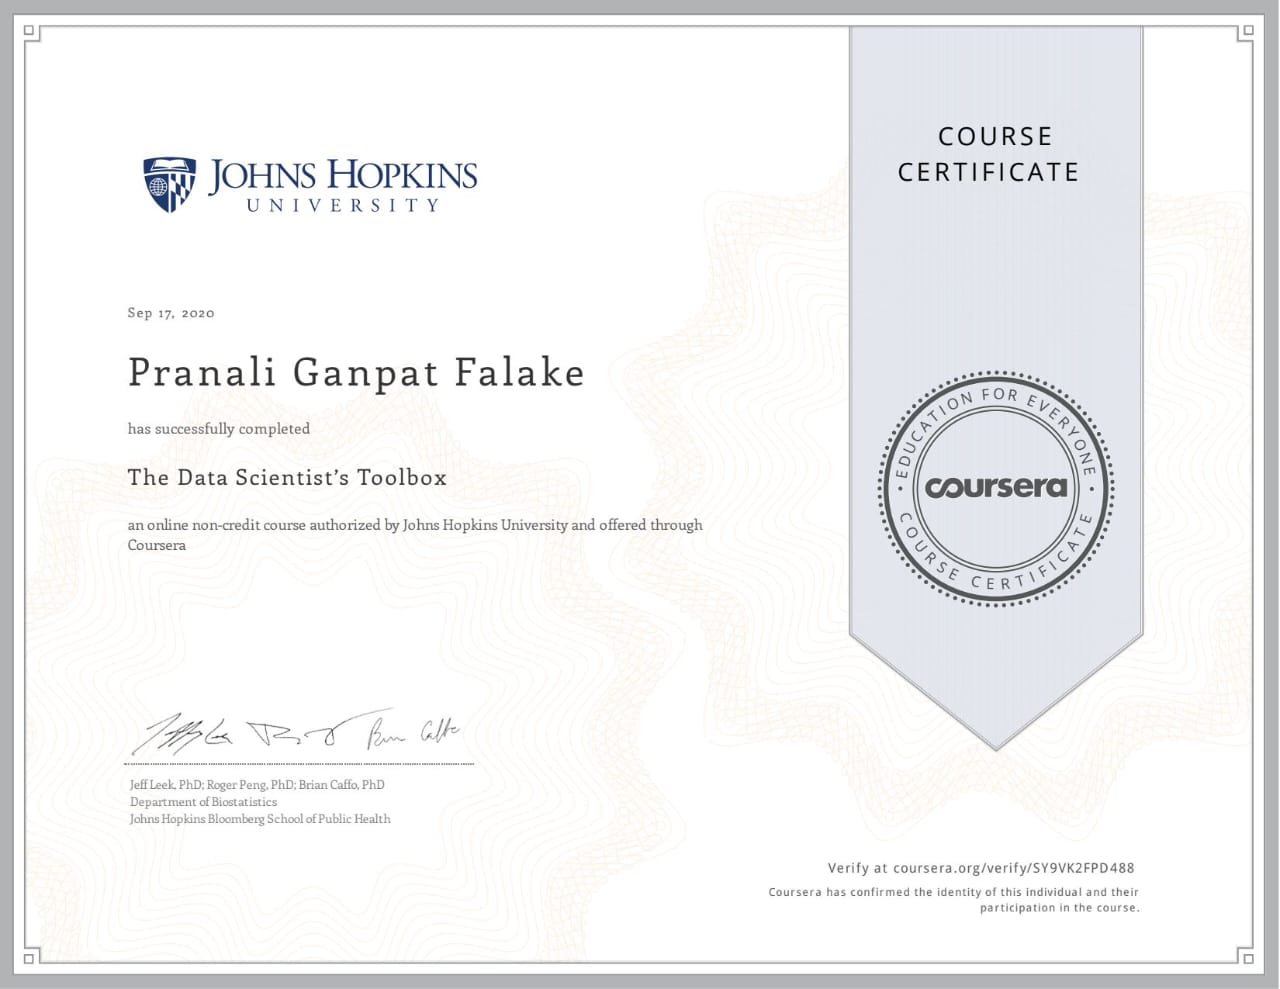 COURSE
CERTIFICATE
JOHNS HOPKINS
UNIVERSITY
Sep 17, 2020
Pranali Ganpat Falake
has successfully completed
The Data Scientist’s Toolbox
an online non-credit course authorized by Johns Hopkins University and offered through
Coursera
EDUCATION FOR EVERYONE
coursera
COURSE CERTIFICATE
Jeff Leek, PhD; Roger Peng, PhD; Brian Caffo, PhD
Department of Biostatistics
Johns Hopkins Bloomberg School of Public Health
Verify at coursera.org/verify/SY9VK2FPD488
Coursera has confirmed the identity of this individual and their
participation in the course.